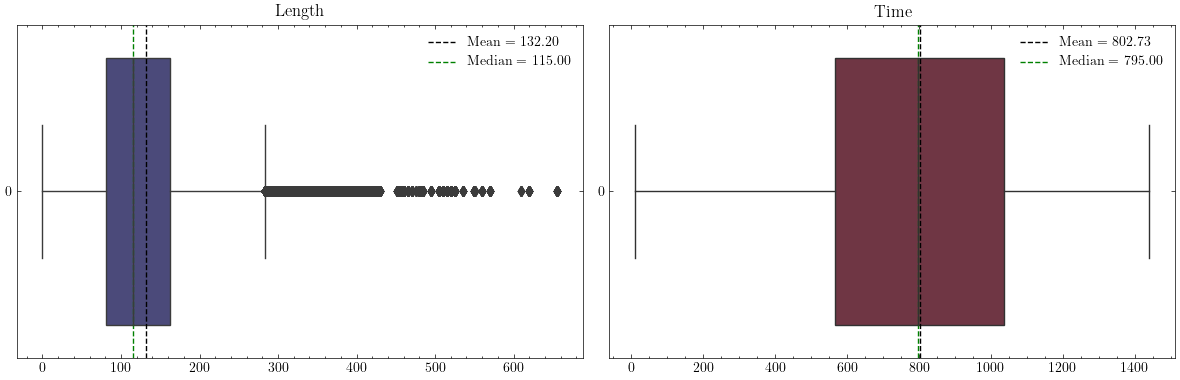 Length
Mean = 132.20
Median = 115.00
0
0 100 200 300 400 500 600
Time
Mean = 802.73
Median = 795.00
0
0 200 400 600 800 1000 1200 1400